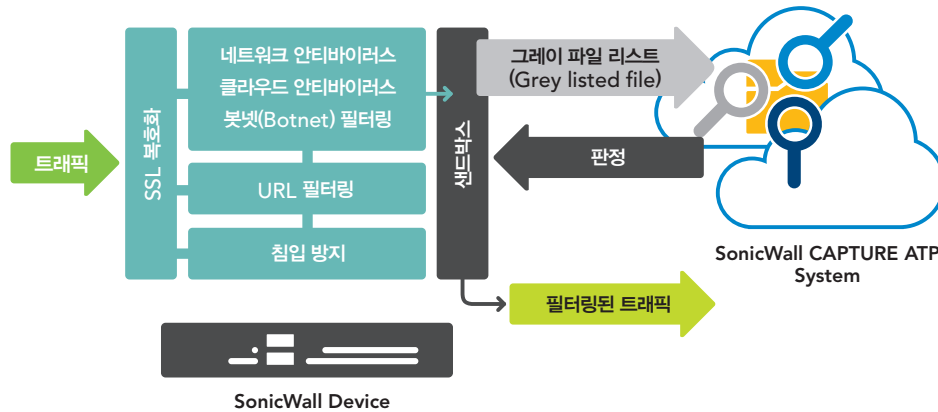 트래픽
SSL 복호화
네트워크 안티바이러스
클라우드 안티바이러스
봇넷(Botnet) 필터링
URL 필터링
침입 방지
샌드박스
그레이 파일 리스트
(Grey listed file)
판정
SonicWall CAPTURE ATP
System
필터링된 트래픽
SonicWall Device